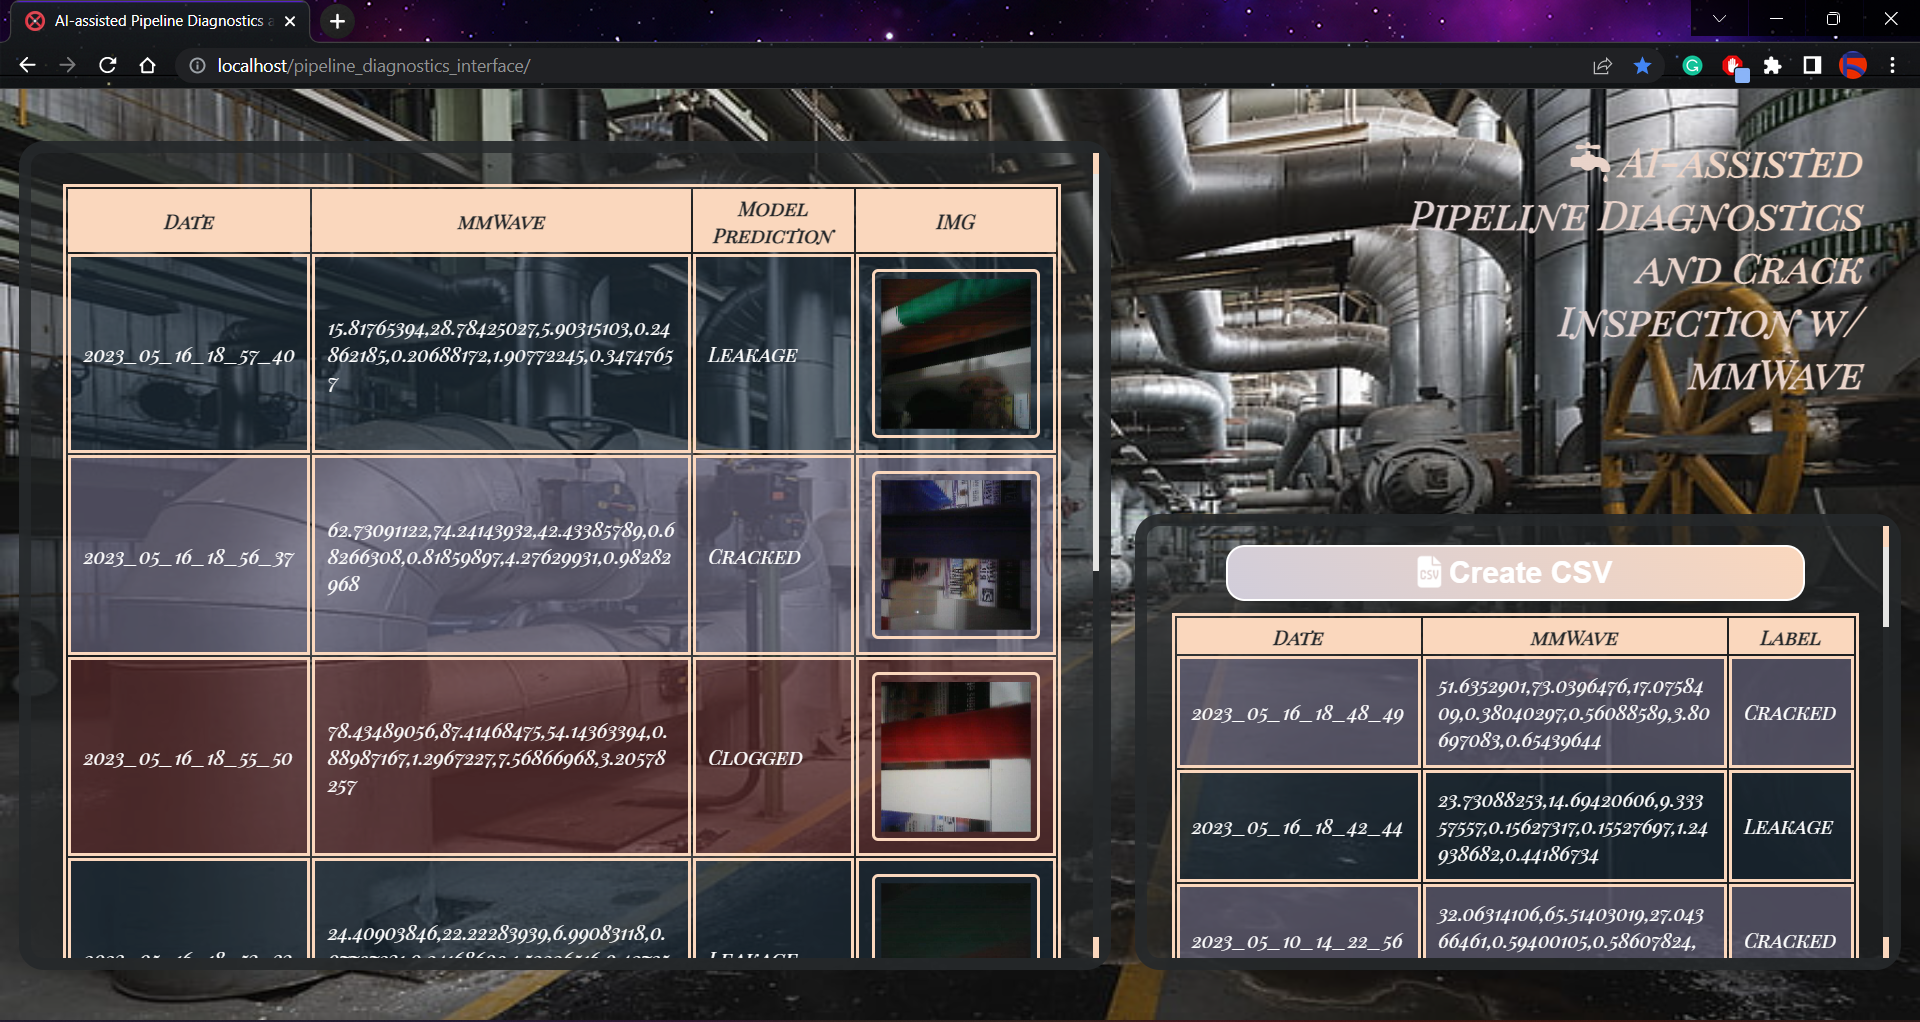 AI-assisted Pipeline Diagnostics a
localhost/pipeline_diagnostics_interface/
Date mmWave Model Prediction IMG
2023_05_16_18_57_40
15.81765394,28.78425027,5.90315103,0.24
862185,0.20688172,1.90772245,0.3474765
7
Leakage
2023_05_16_18_56_37
62.73091122,74.24143932,42.43385789,0.6
8266308,0.81859897,4.27629931,0.98282
968
Cracked
2023_05_16_18_55_50
78.43489056,87.41468475,54.14363394,0.
88987167,1.2967227,7.56866968,3.20578
257
Clogged
24.40903846,22.22283939,6.99083118,0.
Leakage
AI-assisted
Pipeline Diagnostics
and Crack
Inspection w/
mmWave
CSV Create CSV
Date mmWave Label
2023_05_16_18_48_49
51.6352901,73.0396476,17.07584
09,0.38040297,0.56088589,3.80
697083,0.65439644
Cracked
2023_05_16_18_42_44
23.73088253,14.69420606,9.333
57557,0.15627317,0.15527697,1.24
938682,0.44186734
Leakage
2023_05_10_14_22_56
32.06314106,65.51403019,27.043
66461,0.59400105,0.58607824,
Cracked